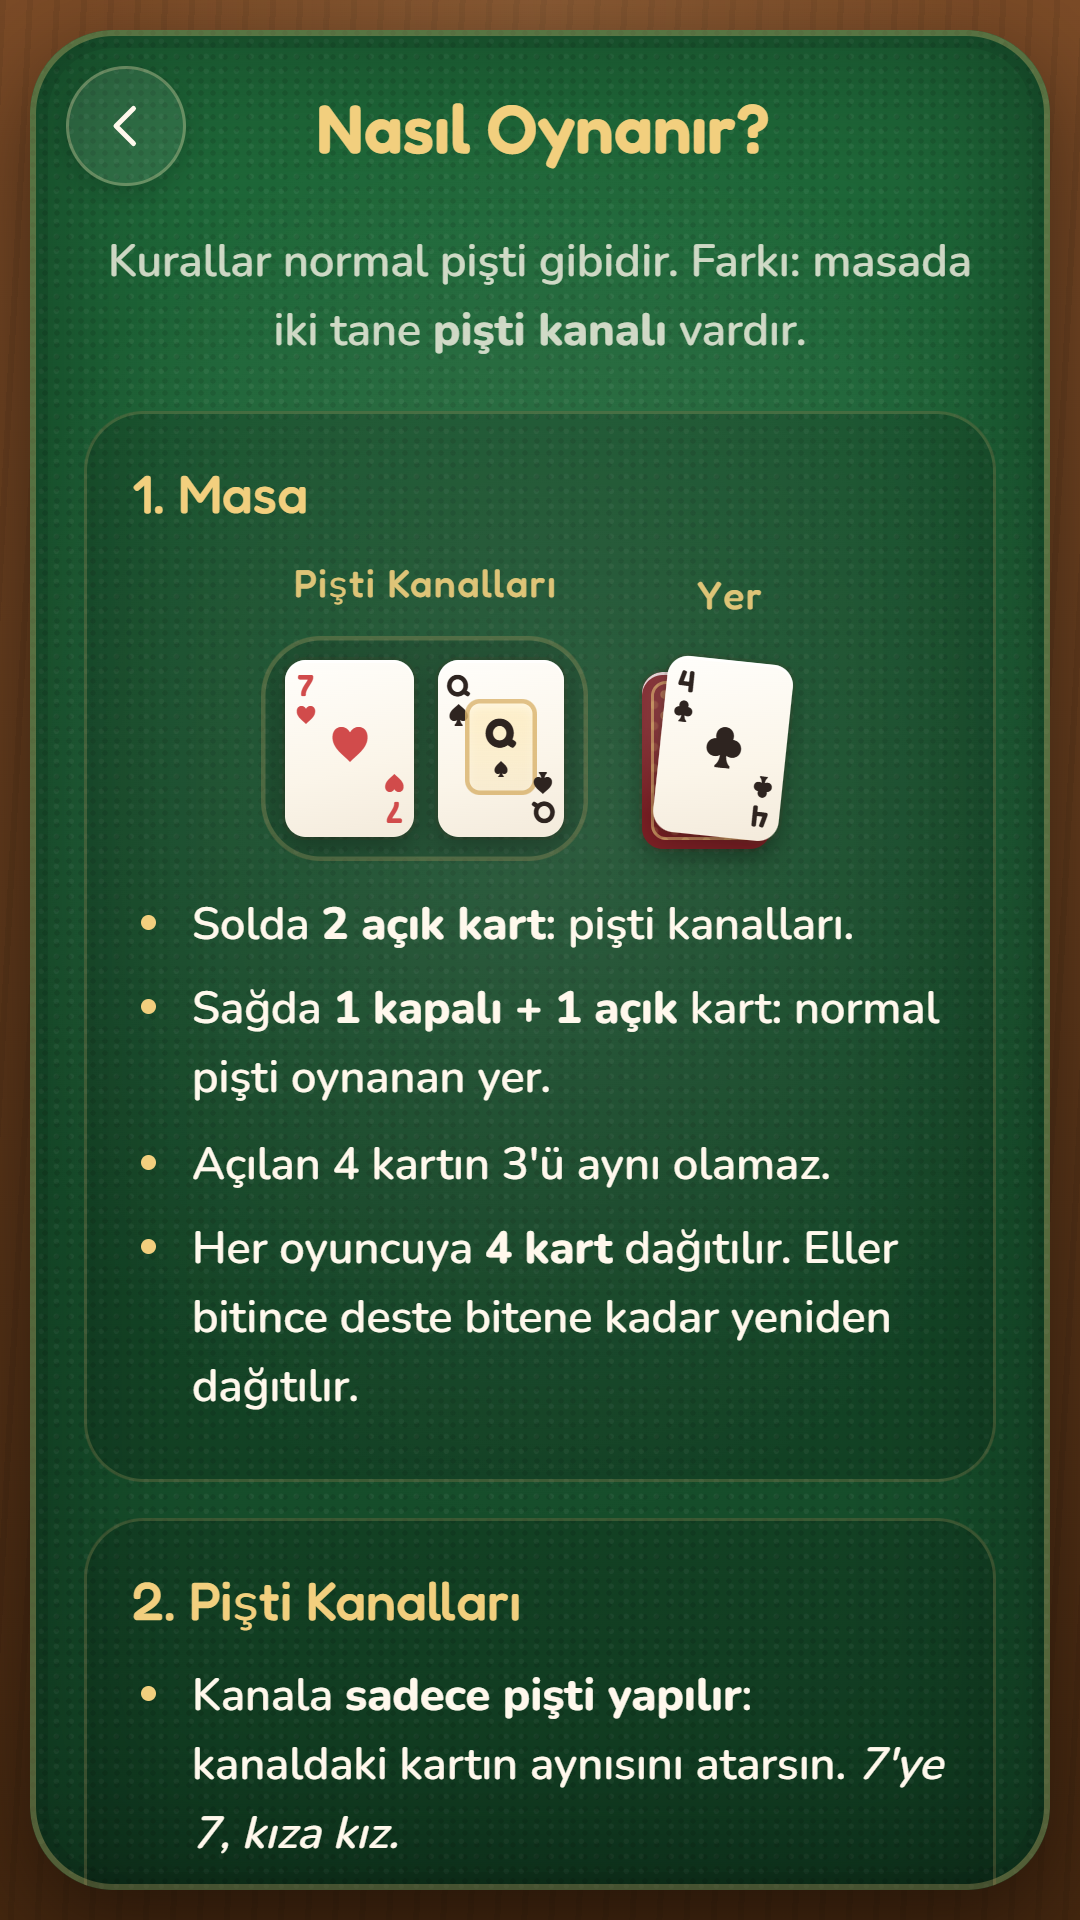 Nasıl Oynanır?
Kurallar normal pişti gibidir. Farkı: masada
iki tane pişti kanalı vardır.
1. Masa
Pişti Kanalları
Yer
7
7
Q
Q
Q
4
4
Solda 2 açık kart: pişti kanalları.
Sağda 1 kapalı + 1 açık kart: normal
pişti oynanan yer.
Açılan 4 kartın 3'ü aynı olamaz.
Her oyuncuya 4 kart dağıtılır. Eller
bitince deste bitene kadar yeniden
dağıtılır.
2. Pişti Kanalları
Kanala sadece pişti yapılır:
kanaldaki kartın aynısını atarsın. 7'ye
7, kıza kız.